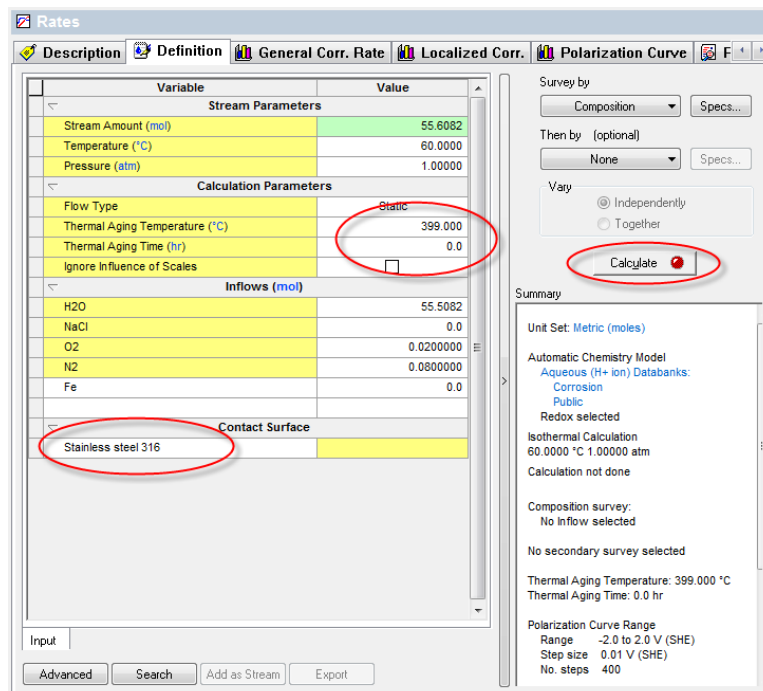 Rates
Description Definition General Corr. Rate Localized Corr. Polarization Curve F
Variable Value
Stream Parameters
Stream Amount (mol) 55.6082
Temperature (°C) 60.0000
Pressure (atm) 1.00000
Calculation Parameters
Flow Type Static
Thermal Aging Temperature (°C) 399.000
Thermal Aging Time (hr) 0.0
Ignore Influence of Scales
Inflows (mol)
H2O 55.5082
NaCl 0.0
O2 0.0200000
N2 0.0800000
Fe 0.0
Contact Surface
Stainless steel 316
Input
Advanced Search Add as Stream Export
Survey by
Composition Specs...
Then by (optional)
None Specs...
Vary
Independently
Together
Calculate
Summary
Unit Set: Metric (moles)
Automatic Chemistry Model
Aqueous (H+ ion) Databanks:
Corrosion
Public
Redox selected
Isothermal Calculation
60.0000 °C 1.00000 atm
Calculation not done
Composition survey:
No Inflow selected
No secondary survey selected
Thermal Aging Temperature: 399.000 °C
Thermal Aging Time: 0.0 hr
Polarization Curve Range
Range -2.0 to 2.0 V (SHE)
Step size 0.01 V (SHE)
No. steps 400